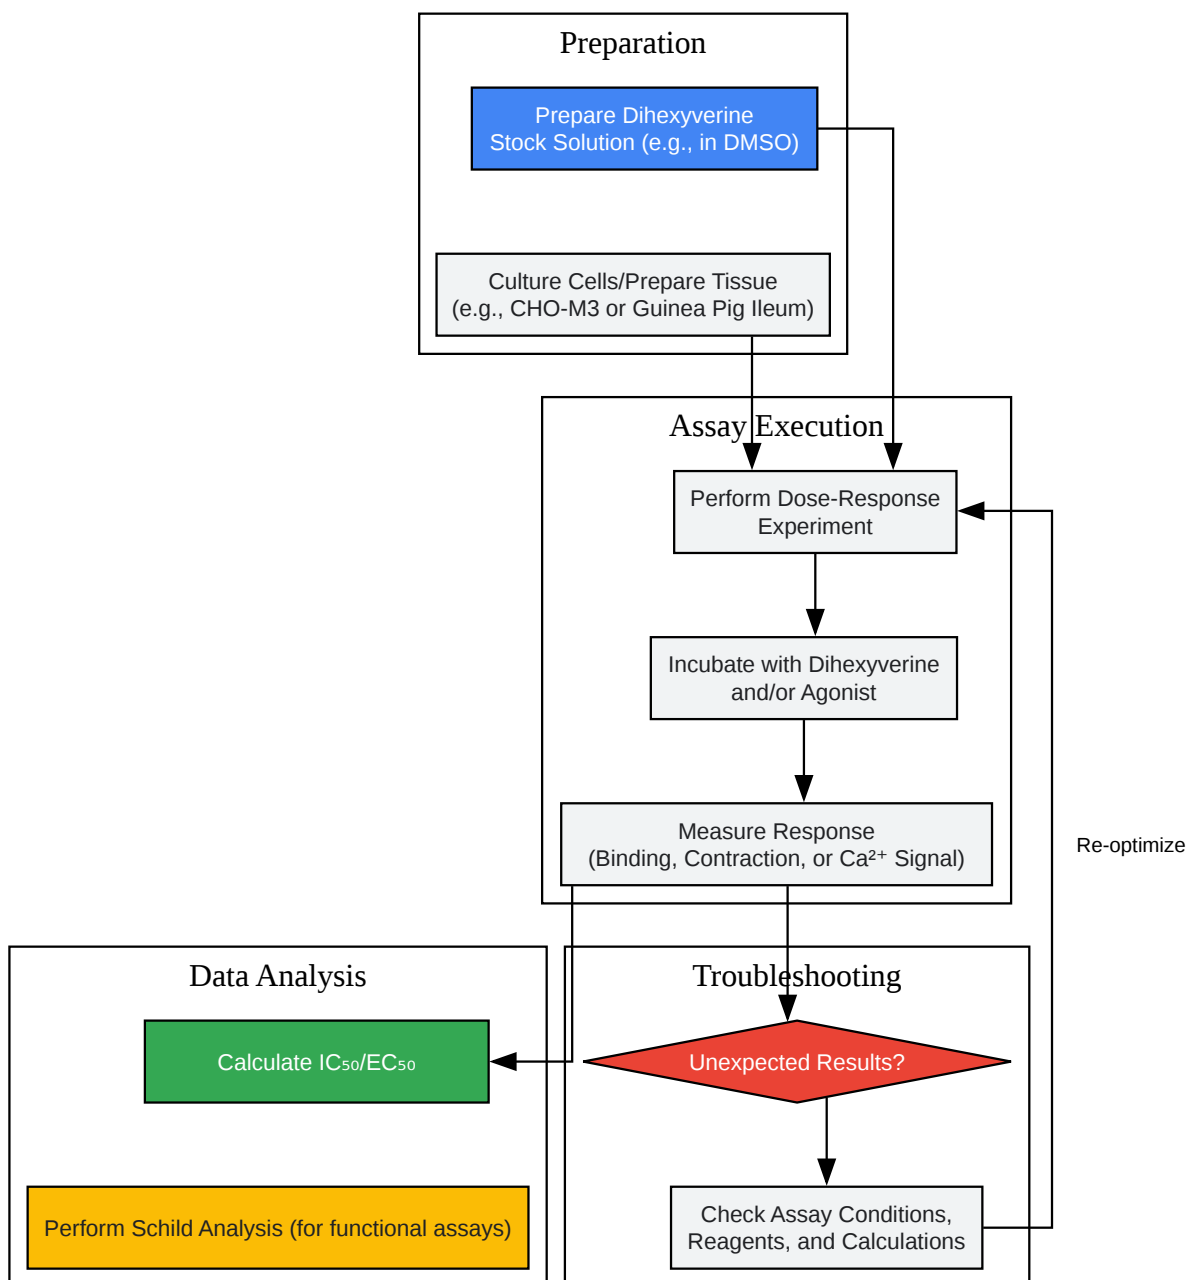 Preparation
Prepare Dihexyverine
Stock Solution (e.g., in DMSO)
Culture Cells/Prepare Tissue
(e.g., CHO-M3 or Guinea Pig Ileum)
Assay Execution
Perform Dose-Response
Experiment
Incubate with Dihexyverine
and/or Agonist
Measure Response
(Binding, Contraction, or Ca²⁺ Signal)
Re-optimize
Data Analysis
Calculate IC₅₀/EC₅₀
Perform Schild Analysis (for functional assays)
Troubleshooting
Unexpected Results?
Check Assay Conditions,
Reagents, and Calculations